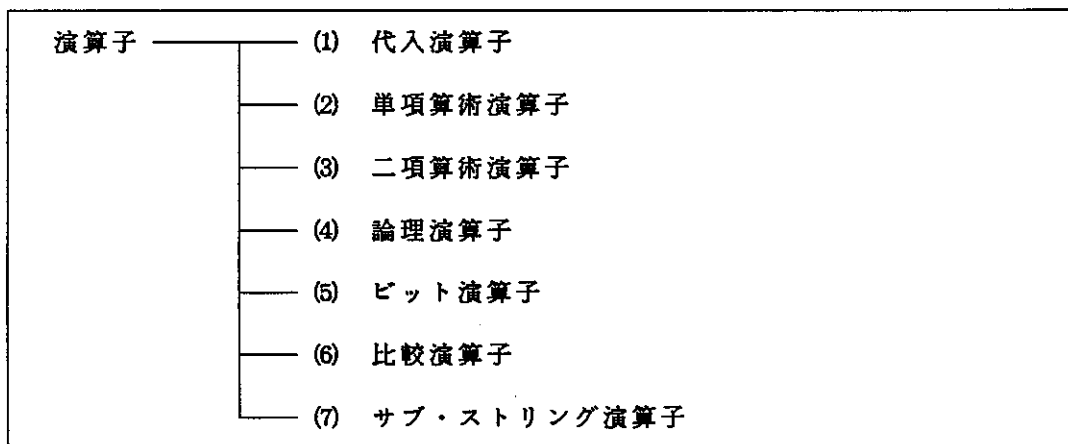 演算子 (1) 代入演算子
(2) 単項算術演算子
(3) 二項算術演算子
(4) 論理演算子
(5) ビット演算子
(6) 比較演算子
(7) サブ・ストリング演算子